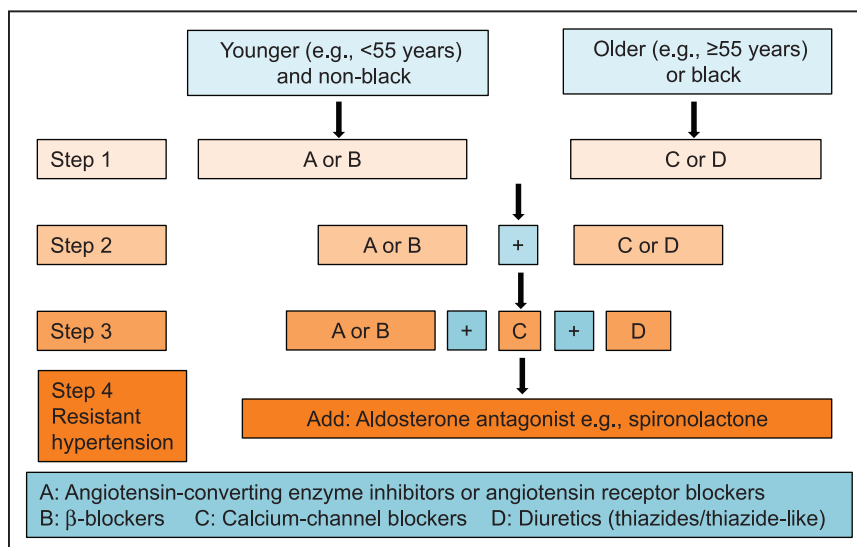 Younger (e.g., <55 years)
and non-black
Older (e.g., ≥55 years)
or black
Step 1
A or B
C or D
Step 2
A or B
+
C or D
Step 3
A or B
+
C
+
D
Step 4
Resistant
hypertension
Add: Aldosterone antagonist e.g., spironolactone
A: Angiotensin-converting enzyme inhibitors or angiotensin receptor blockers
B: β-blockers C: Calcium-channel blockers D: Diuretics (thiazides/thiazide-like)